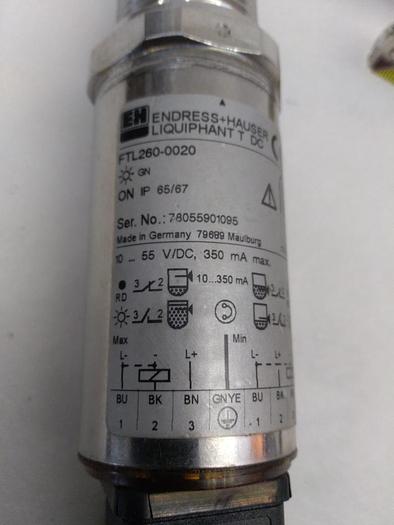 EH ENDRESS+HAUSER
LIQUIPHANT T DC
FTL260-0020
GN
ON IP 65/67
Ser. No.: 78055901095
Made in Germany 79689 Maulburg
10 ... 55 V/DC, 350 mA max.
RD 3 2 10...350 mA
3 2
Max Min
L- - L+ L-
BU BK BN GNYE BU
1 2 3 1 2